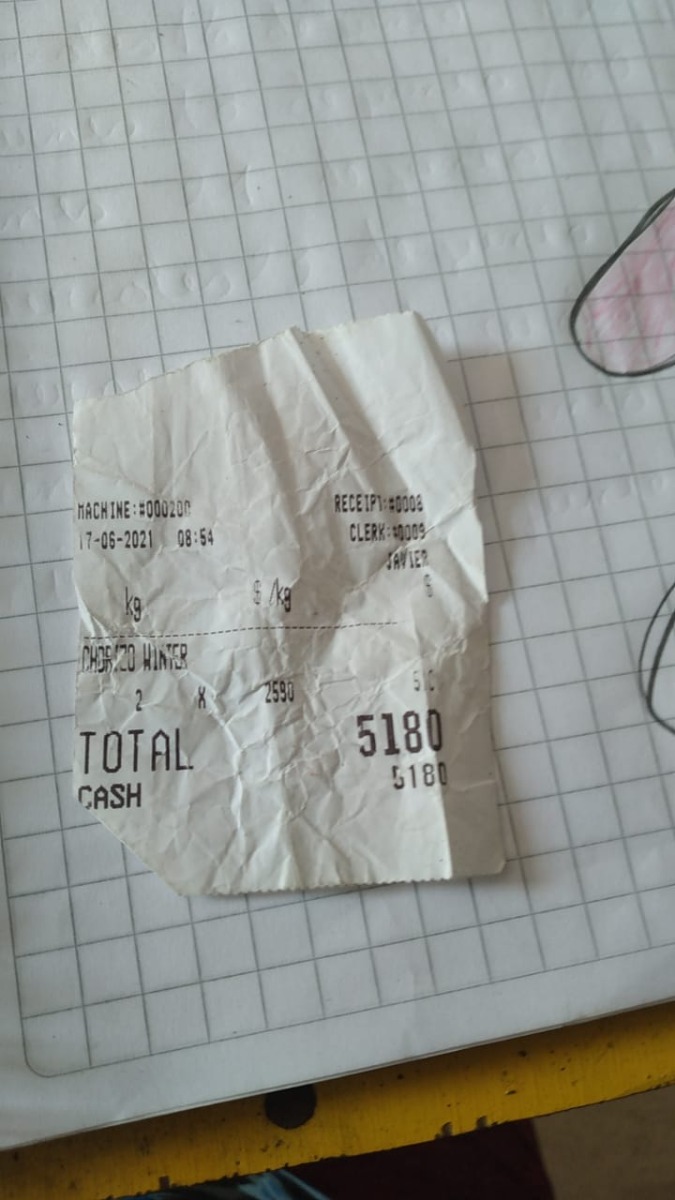 MACHINE:#000200 RECEIPT:#0008
17-06-2021 08:54 CLERK:#0009
JAVIER
kg $/kg $
CHORIZO WINTER
2 X 2590
TOTAL 5180
CASH 5180